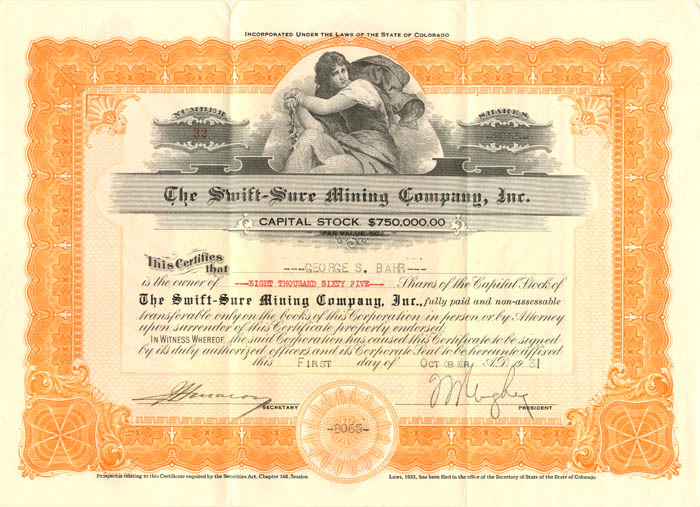 INCORPORATED UNDER THE LAWS OF THE STATE OF COLORADO
NUMBER
32
SHARES
The Swift-Sure Mining Company, Inc.
CAPITAL STOCK $750,000.00
PAR VALUE 5C.
This Certifies that ---GEORGE S. BAHR---
is the owner of ---EIGHT THOUSAND SIXTY FIVE--- Shares of the Capital Stock of
The Swift-Sure Mining Company, Inc., fully paid and non-assessable
transferable only on the books of this Corporation in person or by Attorney
upon surrender of this Certificate properly endorsed.
IN WITNESS WHEREOF, the said Corporation has caused this Certificate to be signed
by its duly authorized officers and its Corporate Seal to be hereunto affixed
this FIRST day of OCTOBER A.D. 1931
SECRETARY
PRESIDENT
-8065-
Prospectus relating to this Certificate required by the Securities Act, Chapter 168, Session Laws, 1923, has been filed in the office of the Secretary of State of the State of Colorado